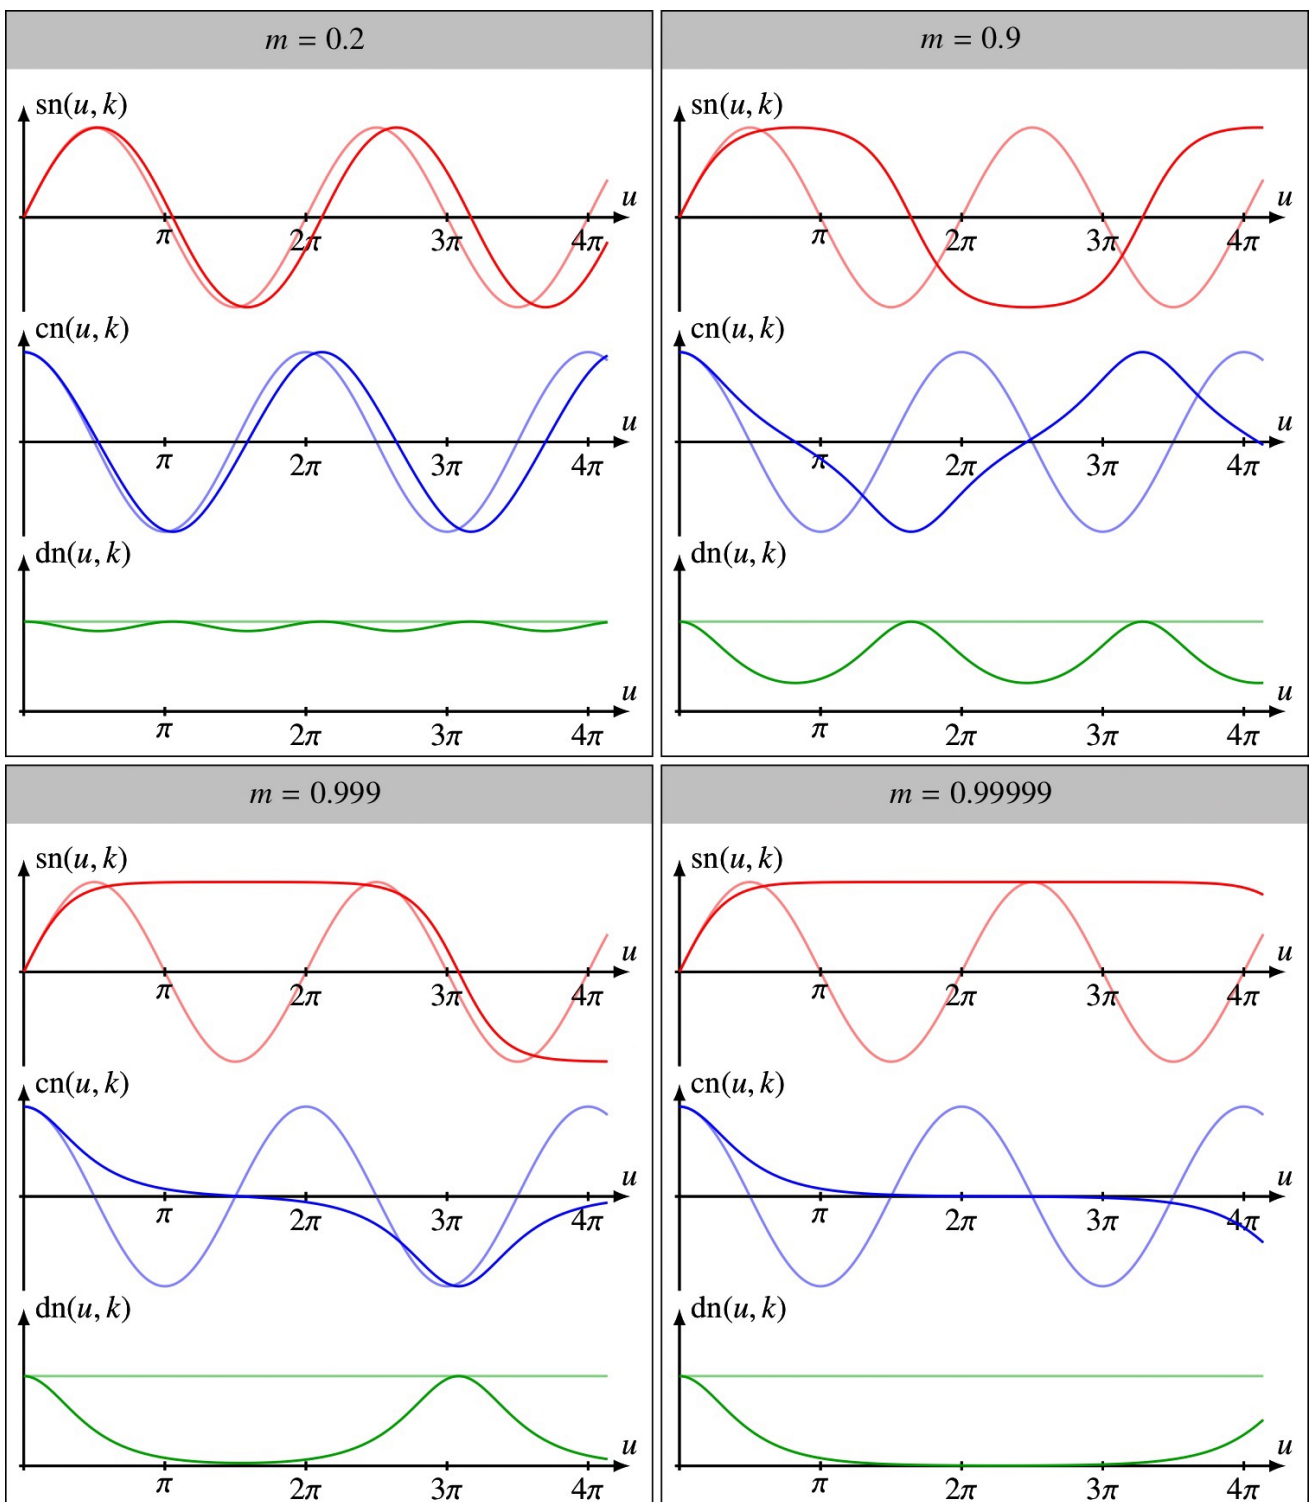 m = 0.2
sn(u, k)
u
π 2π 3π 4π
cn(u, k)
u
π 2π 3π 4π
dn(u, k)
u
π 2π 3π 4π
m = 0.9
sn(u, k)
u
π 2π 3π 4π
cn(u, k)
u
π 2π 3π 4π
dn(u, k)
u
π 2π 3π 4π
m = 0.999
sn(u, k)
u
π 2π 3π 4π
cn(u, k)
u
π 2π 3π 4π
dn(u, k)
u
π 2π 3π 4π
m = 0.99999
sn(u, k)
u
π 2π 3π 4π
cn(u, k)
u
π 2π 3π 4π
dn(u, k)
u
π 2π 3π 4π